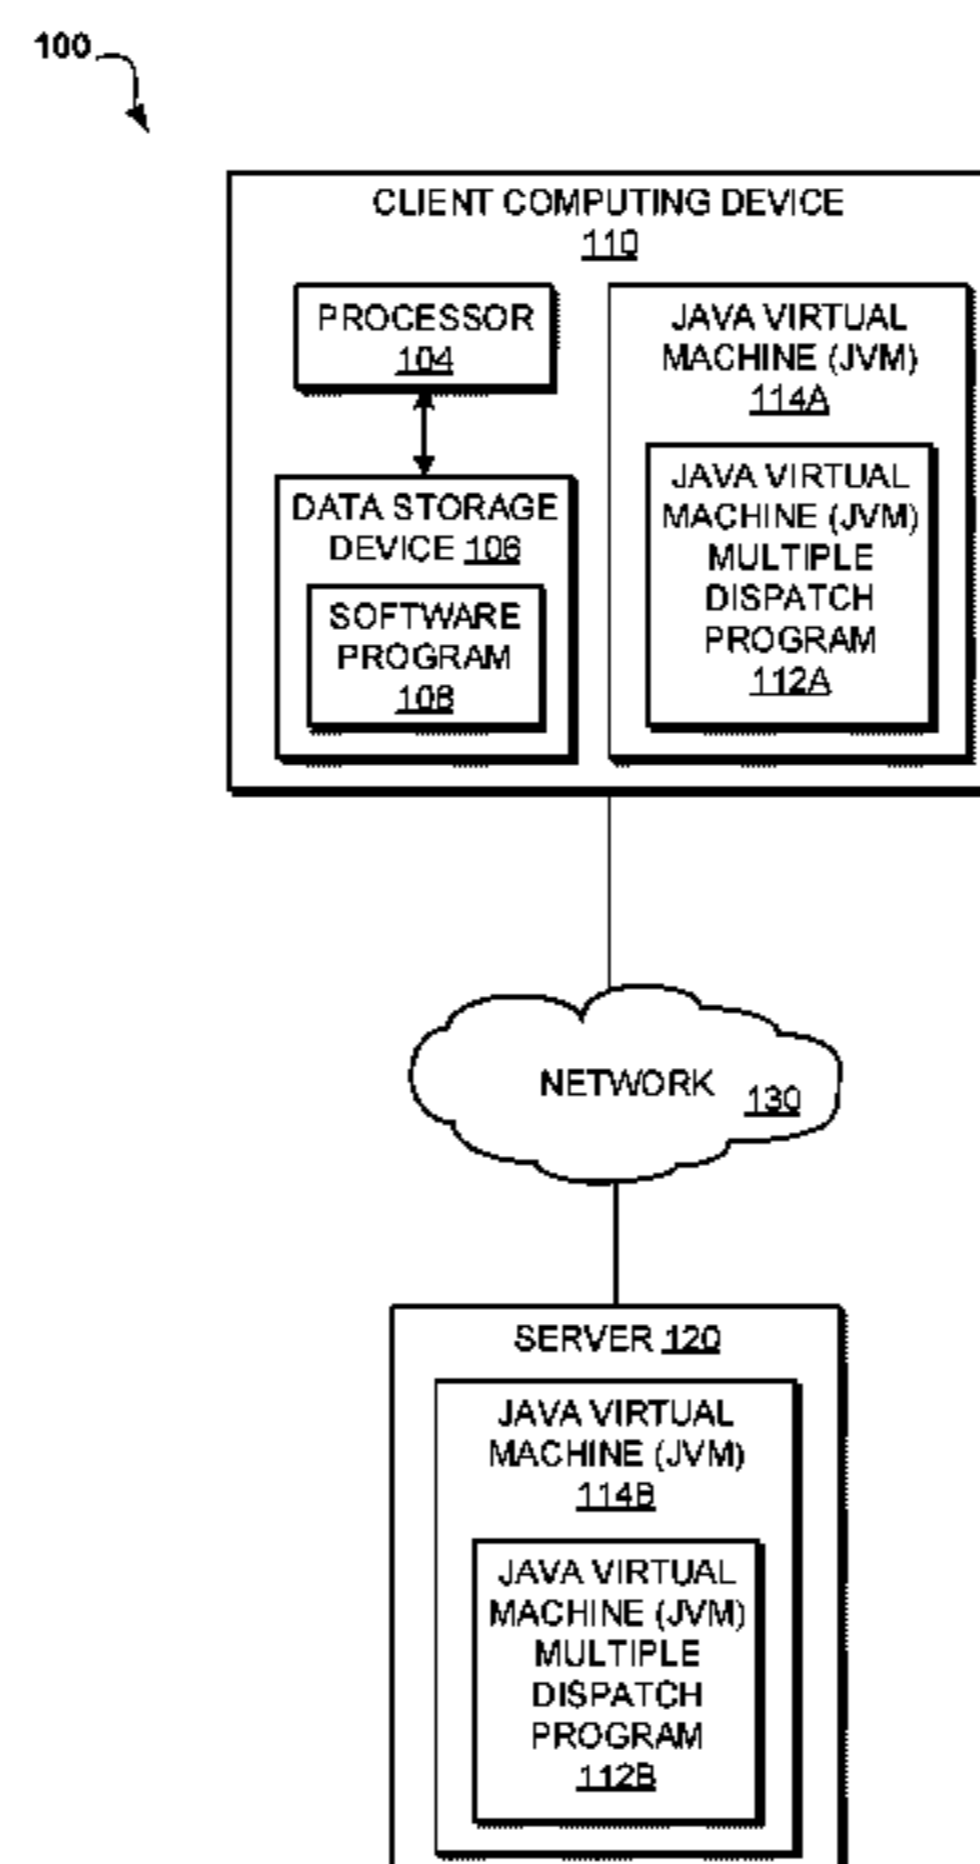 100
CLIENT COMPUTING DEVICE
110
PROCESSOR
104
DATA STORAGE
DEVICE 106
SOFTWARE
PROGRAM
108
JAVA VIRTUAL
MACHINE (JVM)
114A
JAVA VIRTUAL
MACHINE (JVM)
MULTIPLE
DISPATCH
PROGRAM
112A
NETWORK 130
SERVER 120
JAVA VIRTUAL
MACHINE (JVM)
114B
JAVA VIRTUAL
MACHINE (JVM)
MULTIPLE
DISPATCH
PROGRAM
112B